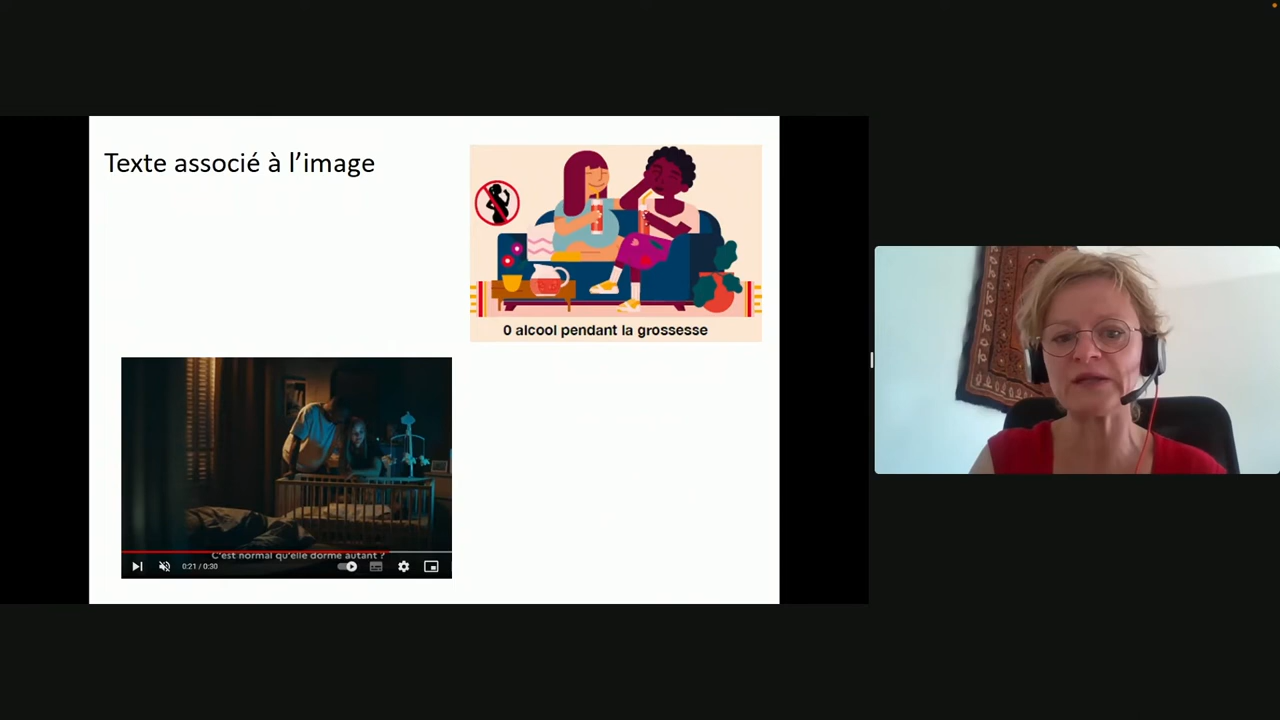 Texte associé à l’image
0 alcool pendant la grossesse
C'est normal qu'elle dorme autant ?
0:21 / 0:30